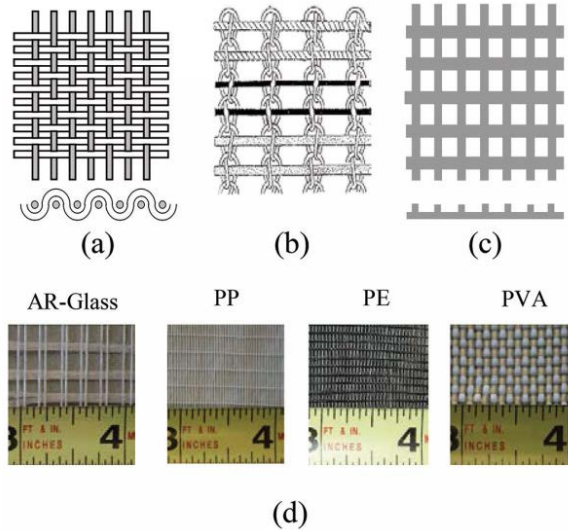 (a)
(b)
(c)
AR-Glass
PP
PE
PVA
3 FT & IN. INCHES 4
3 FT & IN. INCHES 4 M
3 FT & IN. INCHES 4 M
3 FT & IN. INCHES 4
(d)